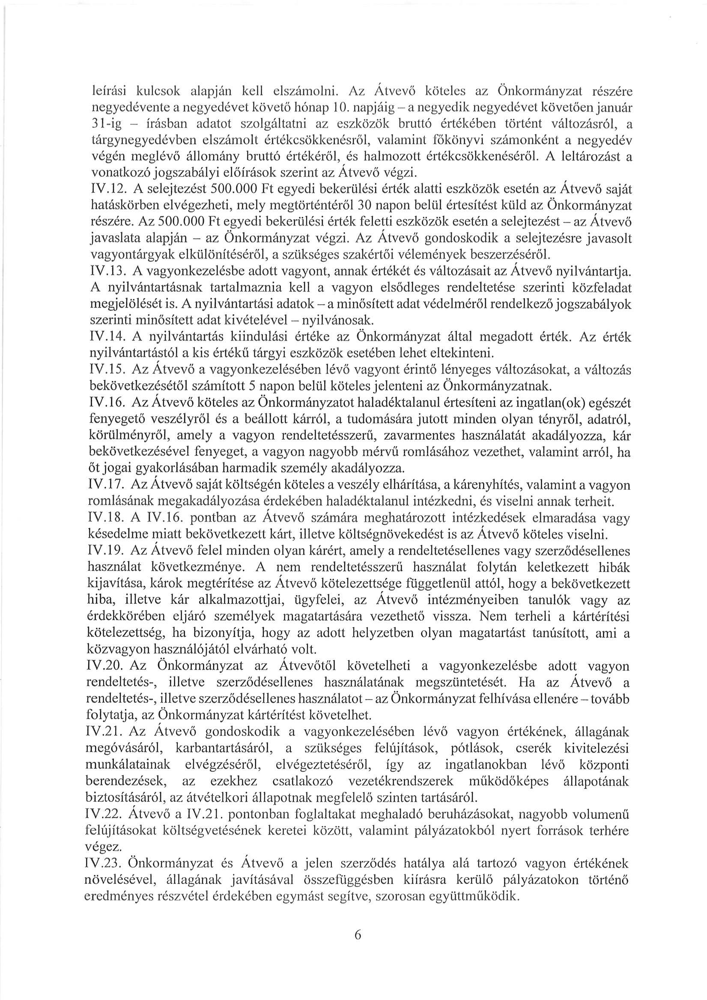 leírási kulcsok alapján kell elszámolni. Az Átvevő köteles az Önkormányzat részére
negyedévente a negyedévet követő hónap 10. napjáig – a negyedik negyedévet követően január
31-ig – írásban adatot szolgáltatni az eszközök bruttó értékében történt változásról, a
tárgynegyedévben elszámolt értékcsökkenésről, valamint főkönyvi számonként a negyedév
végén meglévő állomány bruttó értékéről, és halmozott értékcsökkenéséről. A leltározást a
vonatkozó jogszabályi előírások szerint az Átvevő végzi.
IV.12. A selejtezést 500.000 Ft egyedi bekerülési érték alatti eszközök esetén az Átvevő saját
hatáskörben elvégezheti, mely megtörténtéről 30 napon belül értesítést küld az Önkormányzat
részére. Az 500.000 Ft egyedi bekerülési érték feletti eszközök esetén a selejtezést – az Átvevő
javaslata alapján – az Önkormányzat végzi. Az Átvevő gondoskodik a selejtezésre javasolt
vagyontárgyak elkülönítéséről, a szükséges szakértői vélemények beszerzéséről.
IV.13. A vagyonkezelésbe adott vagyont, annak értékét és változásait az Átvevő nyilvántartja.
A nyilvántartásnak tartalmaznia kell a vagyon elsődleges rendeltetése szerinti közfeladat
megjelölését is. A nyilvántartási adatok – a minősített adat védelméről rendelkező jogszabályok
szerinti minősített adat kivételével – nyilvánosak.
IV.14. A nyilvántartás kiindulási értéke az Önkormányzat által megadott érték. Az érték
nyilvántartástól a kis értékű tárgyi eszközök esetében lehet eltekinteni.
IV.15. Az Átvevő a vagyonkezelésében lévő vagyont érintő lényeges változásokat, a változás
bekövetkezésétől számított 5 napon belül köteles jelenteni az Önkormányzatnak.
IV.16. Az Átvevő köteles az Önkormányzatot haladéktalanul értesíteni az ingatlan(ok) egészét
fenyegető veszélyről és a beállott kárról, a tudomására jutott minden olyan tényről, adatról,
körülményről, amely a vagyon rendeltetésszerű, zavarmentes használatát akadályozza, kár
bekövetkezésével fenyeget, a vagyon nagyobb mérvű romlásához vezethet, valamint arról, ha
őt jogai gyakorlásában harmadik személy akadályozza.
IV.17. Az Átvevő saját költségén köteles a veszély elhárítása, a kárenyhítés, valamint a vagyon
romlásának megakadályozása érdekében haladéktalanul intézkedni, és viselni annak terheit.
IV.18. A IV.16. pontban az Átvevő számára meghatározott intézkedések elmaradása vagy
késedelme miatt bekövetkezett kárt, illetve költségnövekedést is az Átvevő köteles viselni.
IV.19. Az Átvevő felel minden olyan kárért, amely a rendeltetésellenes vagy szerződésellenes
használat következménye. A nem rendeltetésszerű használat folytán keletkezett hibák
kijavítása, károk megtérítése az Átvevő kötelezettsége függetlenül attól, hogy a bekövetkezett
hiba, illetve kár alkalmazottjai, ügyfelei, az Átvevő intézményeiben tanulók vagy az
érdekkörében eljáró személyek magatartására vezethető vissza. Nem terheli a kártérítési
kötelezettség, ha bizonyítja, hogy az adott helyzetben olyan magatartást tanúsított, ami a
közvagyon használójától elvárható volt.
IV.20. Az Önkormányzat az Átvevőtől követelheti a vagyonkezelésbe adott vagyon
rendeltetés-, illetve szerződésellenes használatának megszüntetését. Ha az Átvevő a
rendeltetés-, illetve szerződésellenes használatot – az Önkormányzat felhívása ellenére – tovább
folytatja, az Önkormányzat kártérítést követelhet.
IV.21. Az Átvevő gondoskodik a vagyonkezelésében lévő vagyon értékének, állagának
megóvásáról, karbantartásáról, a szükséges felújítások, pótlások, cserék kivitelezési
munkálatainak elvégzéséről, elvégeztetéséről, így az ingatlanokban lévő központi
berendezések, az ezekhez csatlakozó vezetékrendszerek működőképes állapotának
biztosításáról, az átvételkori állapotnak megfelelő szinten tartásáról.
IV.22. Átvevő a IV.21. pontonban foglaltakat meghaladó beruházásokat, nagyobb volumenű
felújításokat költségvetésének keretei között, valamint pályázatokból nyert források terhére
végez.
IV.23. Önkormányzat és Átvevő a jelen szerződés hatálya alá tartozó vagyon értékének
növelésével, állagának javításával összefüggésben kiírásra kerülő pályázatokon történő
eredményes részvétel érdekében egymást segítve, szorosan együttműködik.
6